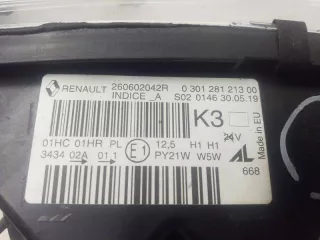 RENAULT 260602042R 0 301 281 213 00
INDICE _A S02 0146 30.05.19
K3
01HC 01HR PL 12,5 H1 H1 24V
3434 02A 01 1 E1 PY21W W5W AL
668
MADE in EU